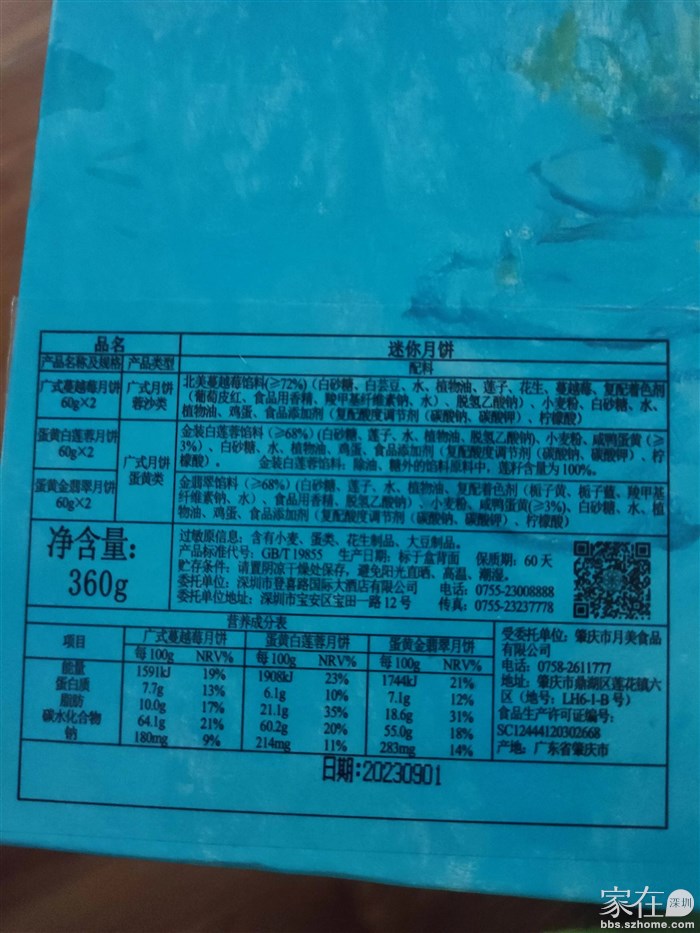 品名 迷你月饼
产品名称及规格 产品类型 配料
广式蔓越莓月饼 60g×2 广式月饼 蓉沙类
北美蔓越莓馅料(≥72%)(白砂糖、白芸豆、水、植物油、莲子、花生、蔓越莓、复配着色剂
(葡萄皮红、食品用香精、羧甲基纤维素钠、水)、脱氢乙酸钠)、小麦粉、白砂糖、水、
植物油、鸡蛋、食品添加剂(复配酸度调节剂(碳酸钠、碳酸钾)、柠檬酸)
蛋黄白莲蓉月饼 60g×2 广式月饼 蛋黄类
金装白莲蓉馅料(≥68%)(白砂糖、莲子、水、植物油、脱氢乙酸钠)、小麦粉、咸鸭蛋黄(≥
3%)、白砂糖、水、植物油、鸡蛋、食品添加剂(复配酸度调节剂(碳酸钠、碳酸钾)、柠
檬酸)。 金装白莲蓉馅料:除油、糖外的馅料原料中,莲籽含量为100%。
蛋黄金翡翠月饼 60g×2
金翡翠馅料(≥68%)(白砂糖、莲子、水、植物油、复配着色剂(栀子黄、栀子蓝、羧甲基
纤维素钠、水)、食品用香精、脱氢乙酸钠)、小麦粉、咸鸭蛋黄(≥3%)、白砂糖、水、植物
油、鸡蛋、食品添加剂(复配酸度调节剂(碳酸钠、碳酸钾)、柠檬酸)
净含量:
360g
过敏原信息:含有小麦、蛋类、花生制品、大豆制品。
产品标准代号:GB/T 19855 生产日期:标于盒背面 保质期:60天
贮存条件:请置阴凉干燥处保存,避免阳光直晒、高温、潮湿。
委托单位:深圳市登喜路国际大酒店有限公司 电话:0755-23008888
委托单位地址:深圳市宝安区宝田一路12号 传真:0755-23237778
营养成分表
项目 广式蔓越莓月饼 蛋黄白莲蓉月饼 蛋黄金翡翠月饼
每100g NRV% 每100g NRV% 每100g NRV%
能量 1591kJ 19% 1908kJ 23% 1744kJ 21%
蛋白质 7.7g 13% 6.1g 10% 7.1g 12%
脂肪 10.0g 17% 21.1g 35% 18.6g 31%
碳水化合物 64.1g 21% 60.2g 20% 55.0g 18%
钠 180mg 9% 214mg 11% 283mg 14%
受委托单位:肇庆市月美食品
有限公司
电话:0758-2611777
地址:肇庆市鼎湖区莲花镇六
区(地号:LH6-1-B号)
食品生产许可证编号:
SC12444120302668
产地:广东省肇庆市
日期:20230901
家在深圳
bbs.szhome.com